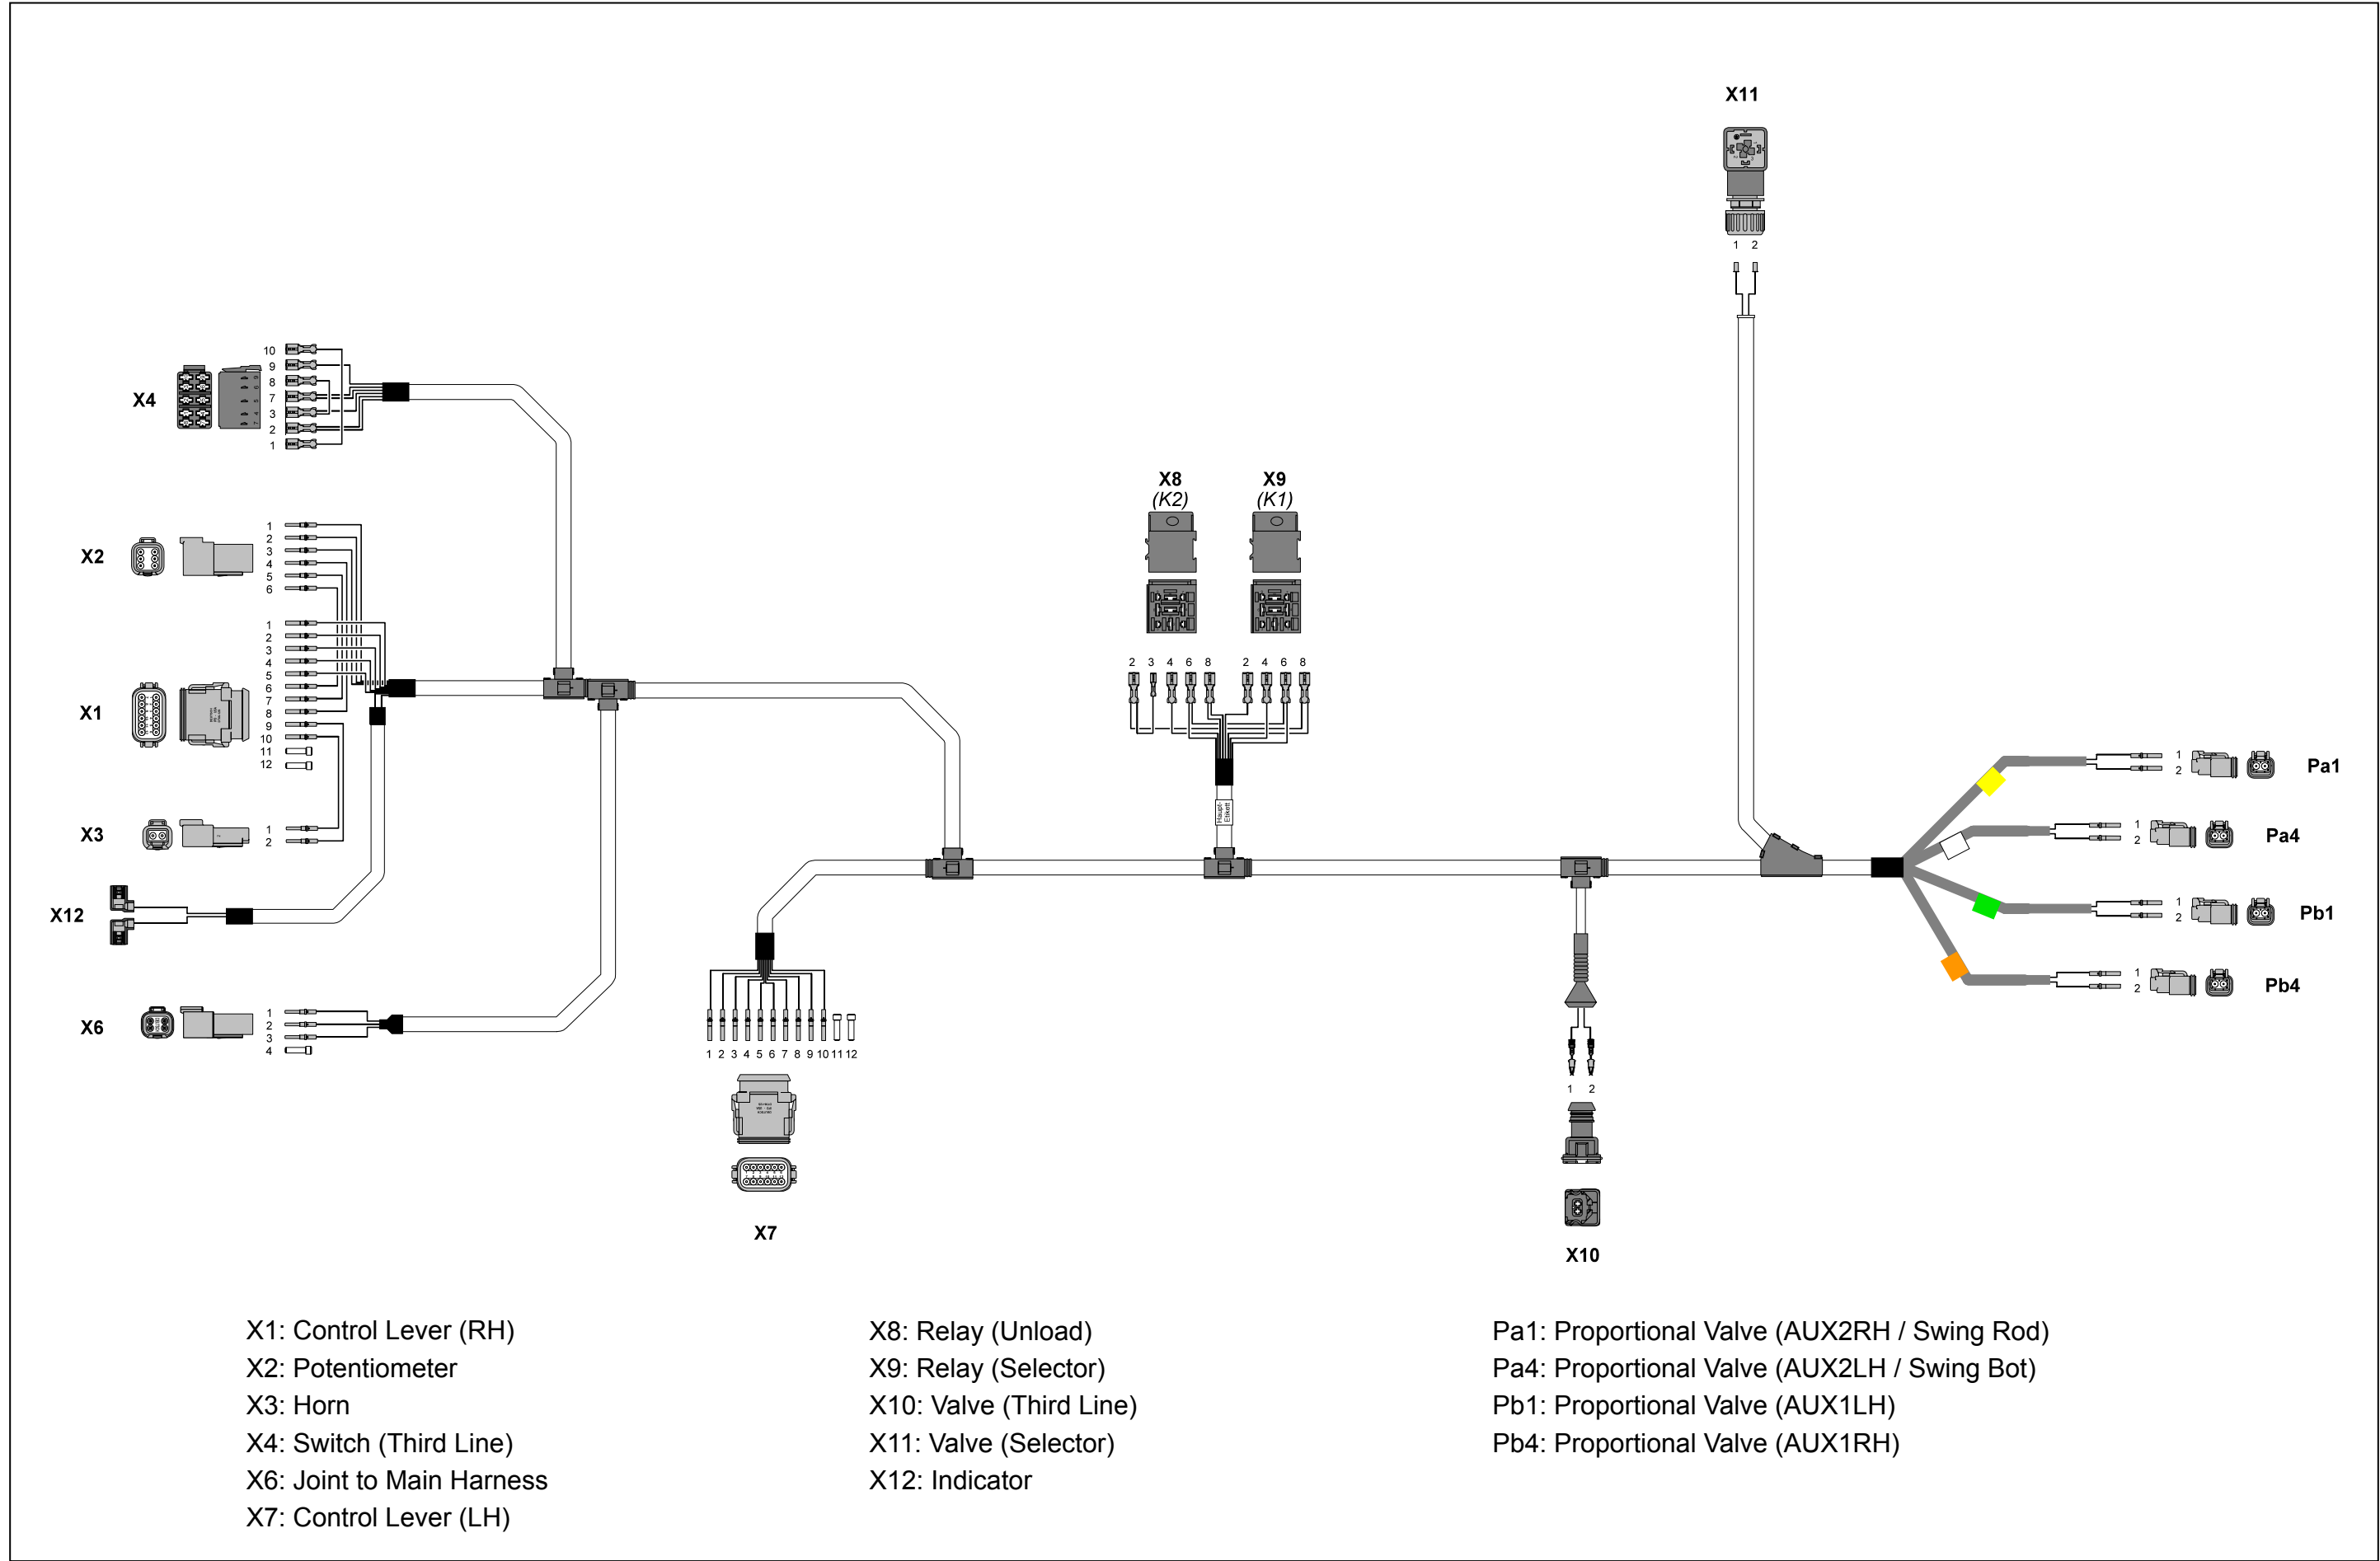 X11
1 2
10
9
8
7
3
2
1
X4
X8
(K2)
X9
(K1)
1
2
3
4
5
6
X2
1
2
3
4
5
6
7
8
9
10
11
12
X1
2 3 4 6 8
2 4 6 8
Haupt-
Etikett
1
2
X3
X12
1
2
3
4
X6
1 2 3 4 5 6 7 8 9 10 11 12
X7
1 2
X10
1
2
Pa1
1
2
Pa4
1
2
Pb1
1
2
Pb4
X1: Control Lever (RH)
X2: Potentiometer
X3: Horn
X4: Switch (Third Line)
X6: Joint to Main Harness
X7: Control Lever (LH)
X8: Relay (Unload)
X9: Relay (Selector)
X10: Valve (Third Line)
X11: Valve (Selector)
X12: Indicator
Pa1: Proportional Valve (AUX2RH / Swing Rod)
Pa4: Proportional Valve (AUX2LH / Swing Bot)
Pb1: Proportional Valve (AUX1LH)
Pb4: Proportional Valve (AUX1RH)